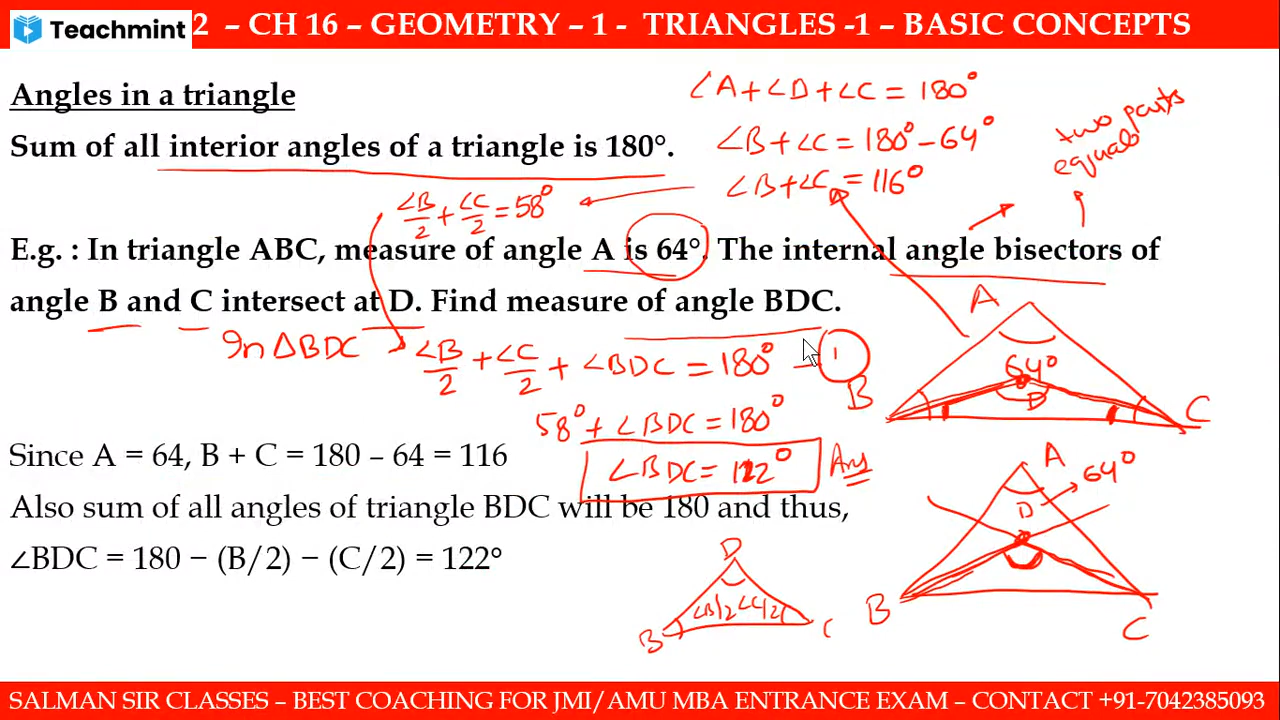 Teachmint
2 – CH 16 – GEOMETRY – 1 - TRIANGLES -1 – BASIC CONCEPTS
Angles in a triangle
∠A + ∠D + ∠C = 180°
Sum of all interior angles of a triangle is 180°.
∠B + ∠C = 180° – 64°
two parts
equal
∠B + ∠C = 116°
∠B/2 + ∠C/2 = 58°
E.g. : In triangle ABC, measure of angle A is 64°. The internal angle bisectors of
angle B and C intersect at D. Find measure of angle BDC.
In ΔBDC ∠B/2 + ∠C/2 + ∠BDC = 180° – 1
A
64°
D
B
C
58° + ∠BDC = 180°
∠BDC = 122° Ans
Since A = 64, B + C = 180 – 64 = 116
Also sum of all angles of triangle BDC will be 180 and thus,
∠BDC = 180 − (B/2) − (C/2) = 122°
A
64°
D
B
C
D
∠B/2 ∠C/2
B
C
SALMAN SIR CLASSES – BEST COACHING FOR JMI/AMU MBA ENTRANCE EXAM – CONTACT +91-7042385093